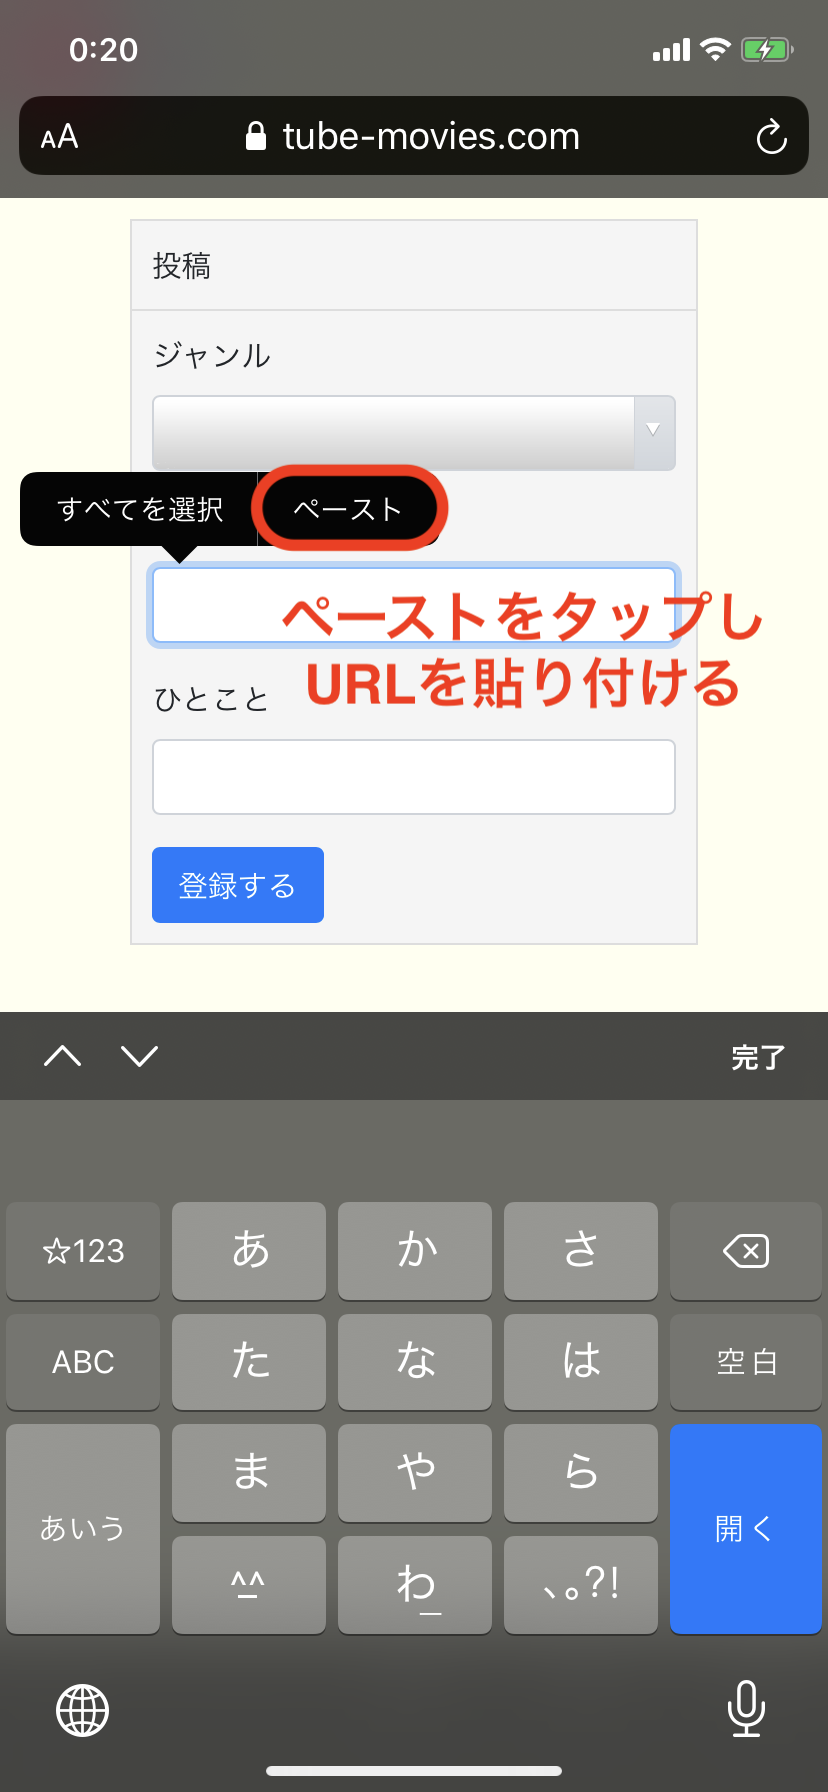 0:20
AA
tube-movies.com
投稿
ジャンル
すべてを選択
ペースト
ペーストをタップし
URLを貼り付ける
ひとこと
登録する
完了
☆123
あ
か
さ
ABC
た
な
は
空白
あいう
ま
や
ら
開く
^_^
わ_
、。?!